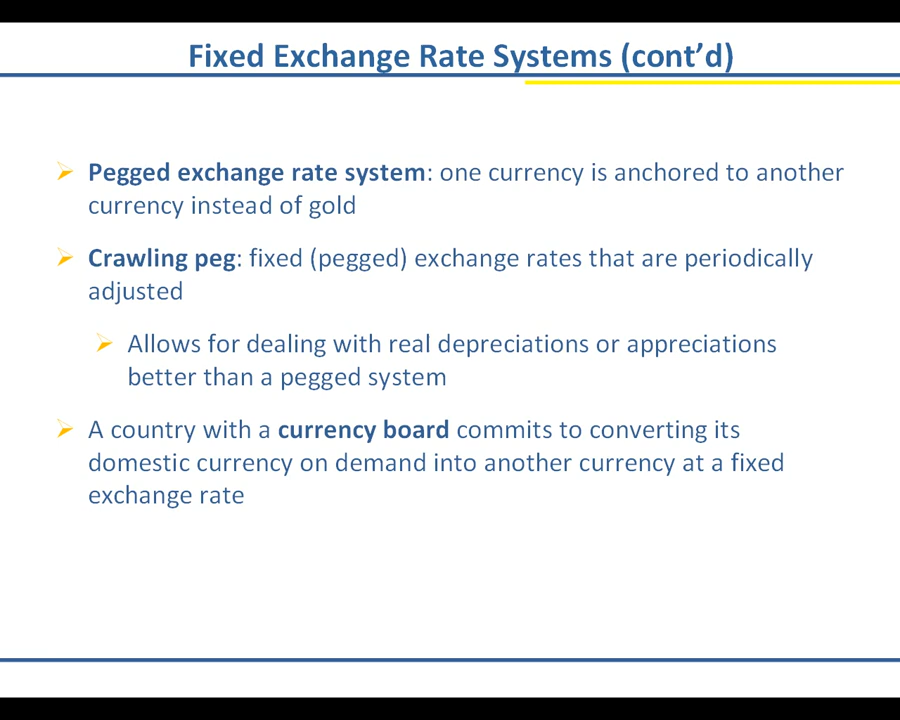 Fixed Exchange Rate Systems (cont’d)
Pegged exchange rate system: one currency is anchored to another
currency instead of gold
Crawling peg: fixed (pegged) exchange rates that are periodically
adjusted
Allows for dealing with real depreciations or appreciations
better than a pegged system
A country with a currency board commits to converting its
domestic currency on demand into another currency at a fixed
exchange rate